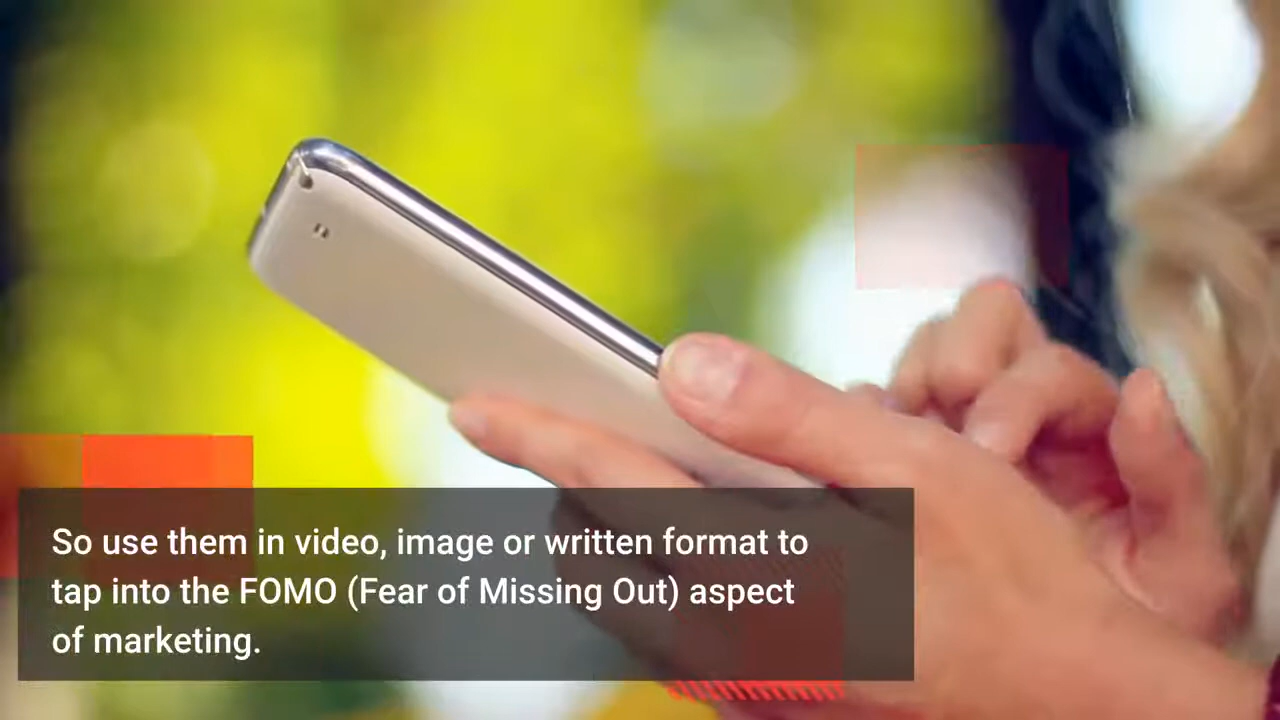 So use them in video, image or written format to
tap into the FOMO (Fear of Missing Out) aspect
of marketing.